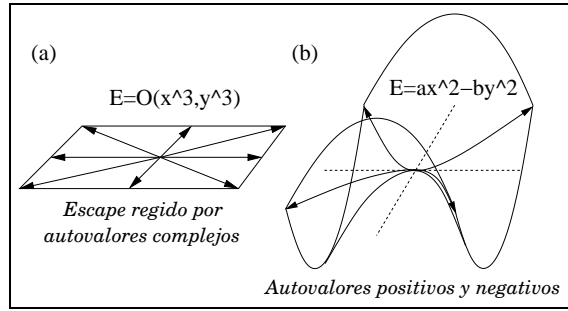 (a)
E=O(x^3,y^3)
Escape regido por
autovalores complejos
(b)
E=ax^2−by^2
Autovalores positivos y negativos